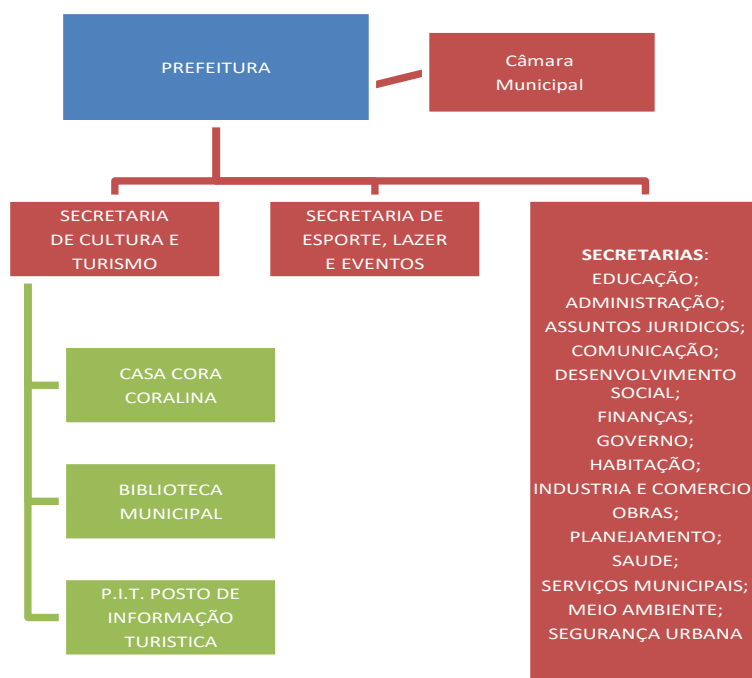 PREFEITURA
Câmara
Municipal
SECRETARIA
DE CULTURA E
TURISMO
SECRETARIA DE
ESPORTE, LAZER
E EVENTOS
SECRETARIAS:
EDUCAÇÃO;
ADMINISTRAÇÃO;
ASSUNTOS JURIDICOS;
COMUNICAÇÃO;
DESENVOLVIMENTO
SOCIAL;
FINANÇAS;
GOVERNO;
HABITAÇÃO;
INDUSTRIA E COMERCIO
OBRAS;
PLANEJAMENTO;
SAUDE;
SERVIÇOS MUNICIPAIS;
MEIO AMBIENTE;
SEGURANÇA URBANA
CASA CORA
CORALINA
BIBLIOTECA
MUNICIPAL
P.I.T. POSTO DE
INFORMAÇÃO
TURISTICA